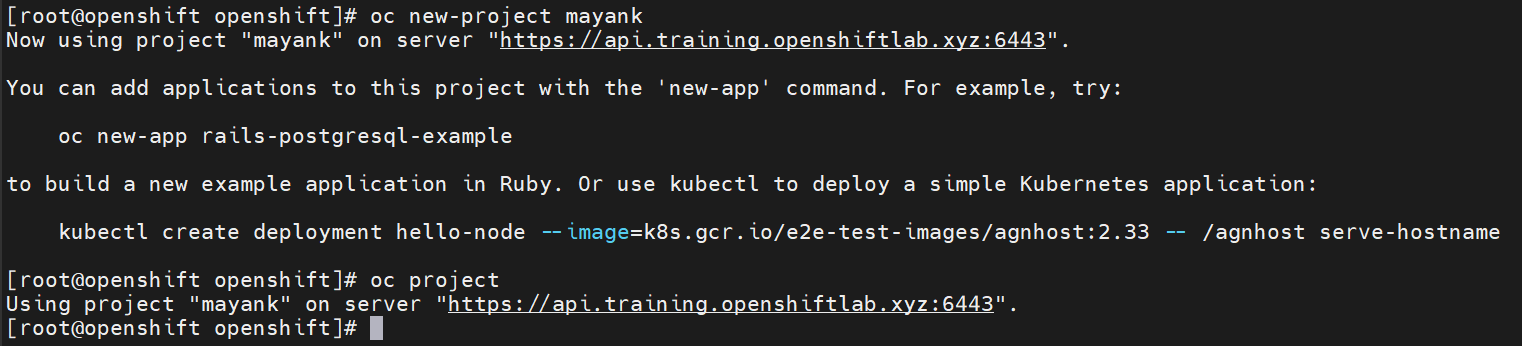 [root@openshift openshift]# oc new-project mayank
Now using project "mayank" on server "https://api.training.openshiftlab.xyz:6443".
You can add applications to this project with the 'new-app' command. For example, try:
oc new-app rails-postgresql-example
to build a new example application in Ruby. Or use kubectl to deploy a simple Kubernetes application:
kubectl create deployment hello-node --image=k8s.gcr.io/e2e-test-images/agnhost:2.33 -- /agnhost serve-hostname
[root@openshift openshift]# oc project
Using project "mayank" on server "https://api.training.openshiftlab.xyz:6443".
[root@openshift openshift]#